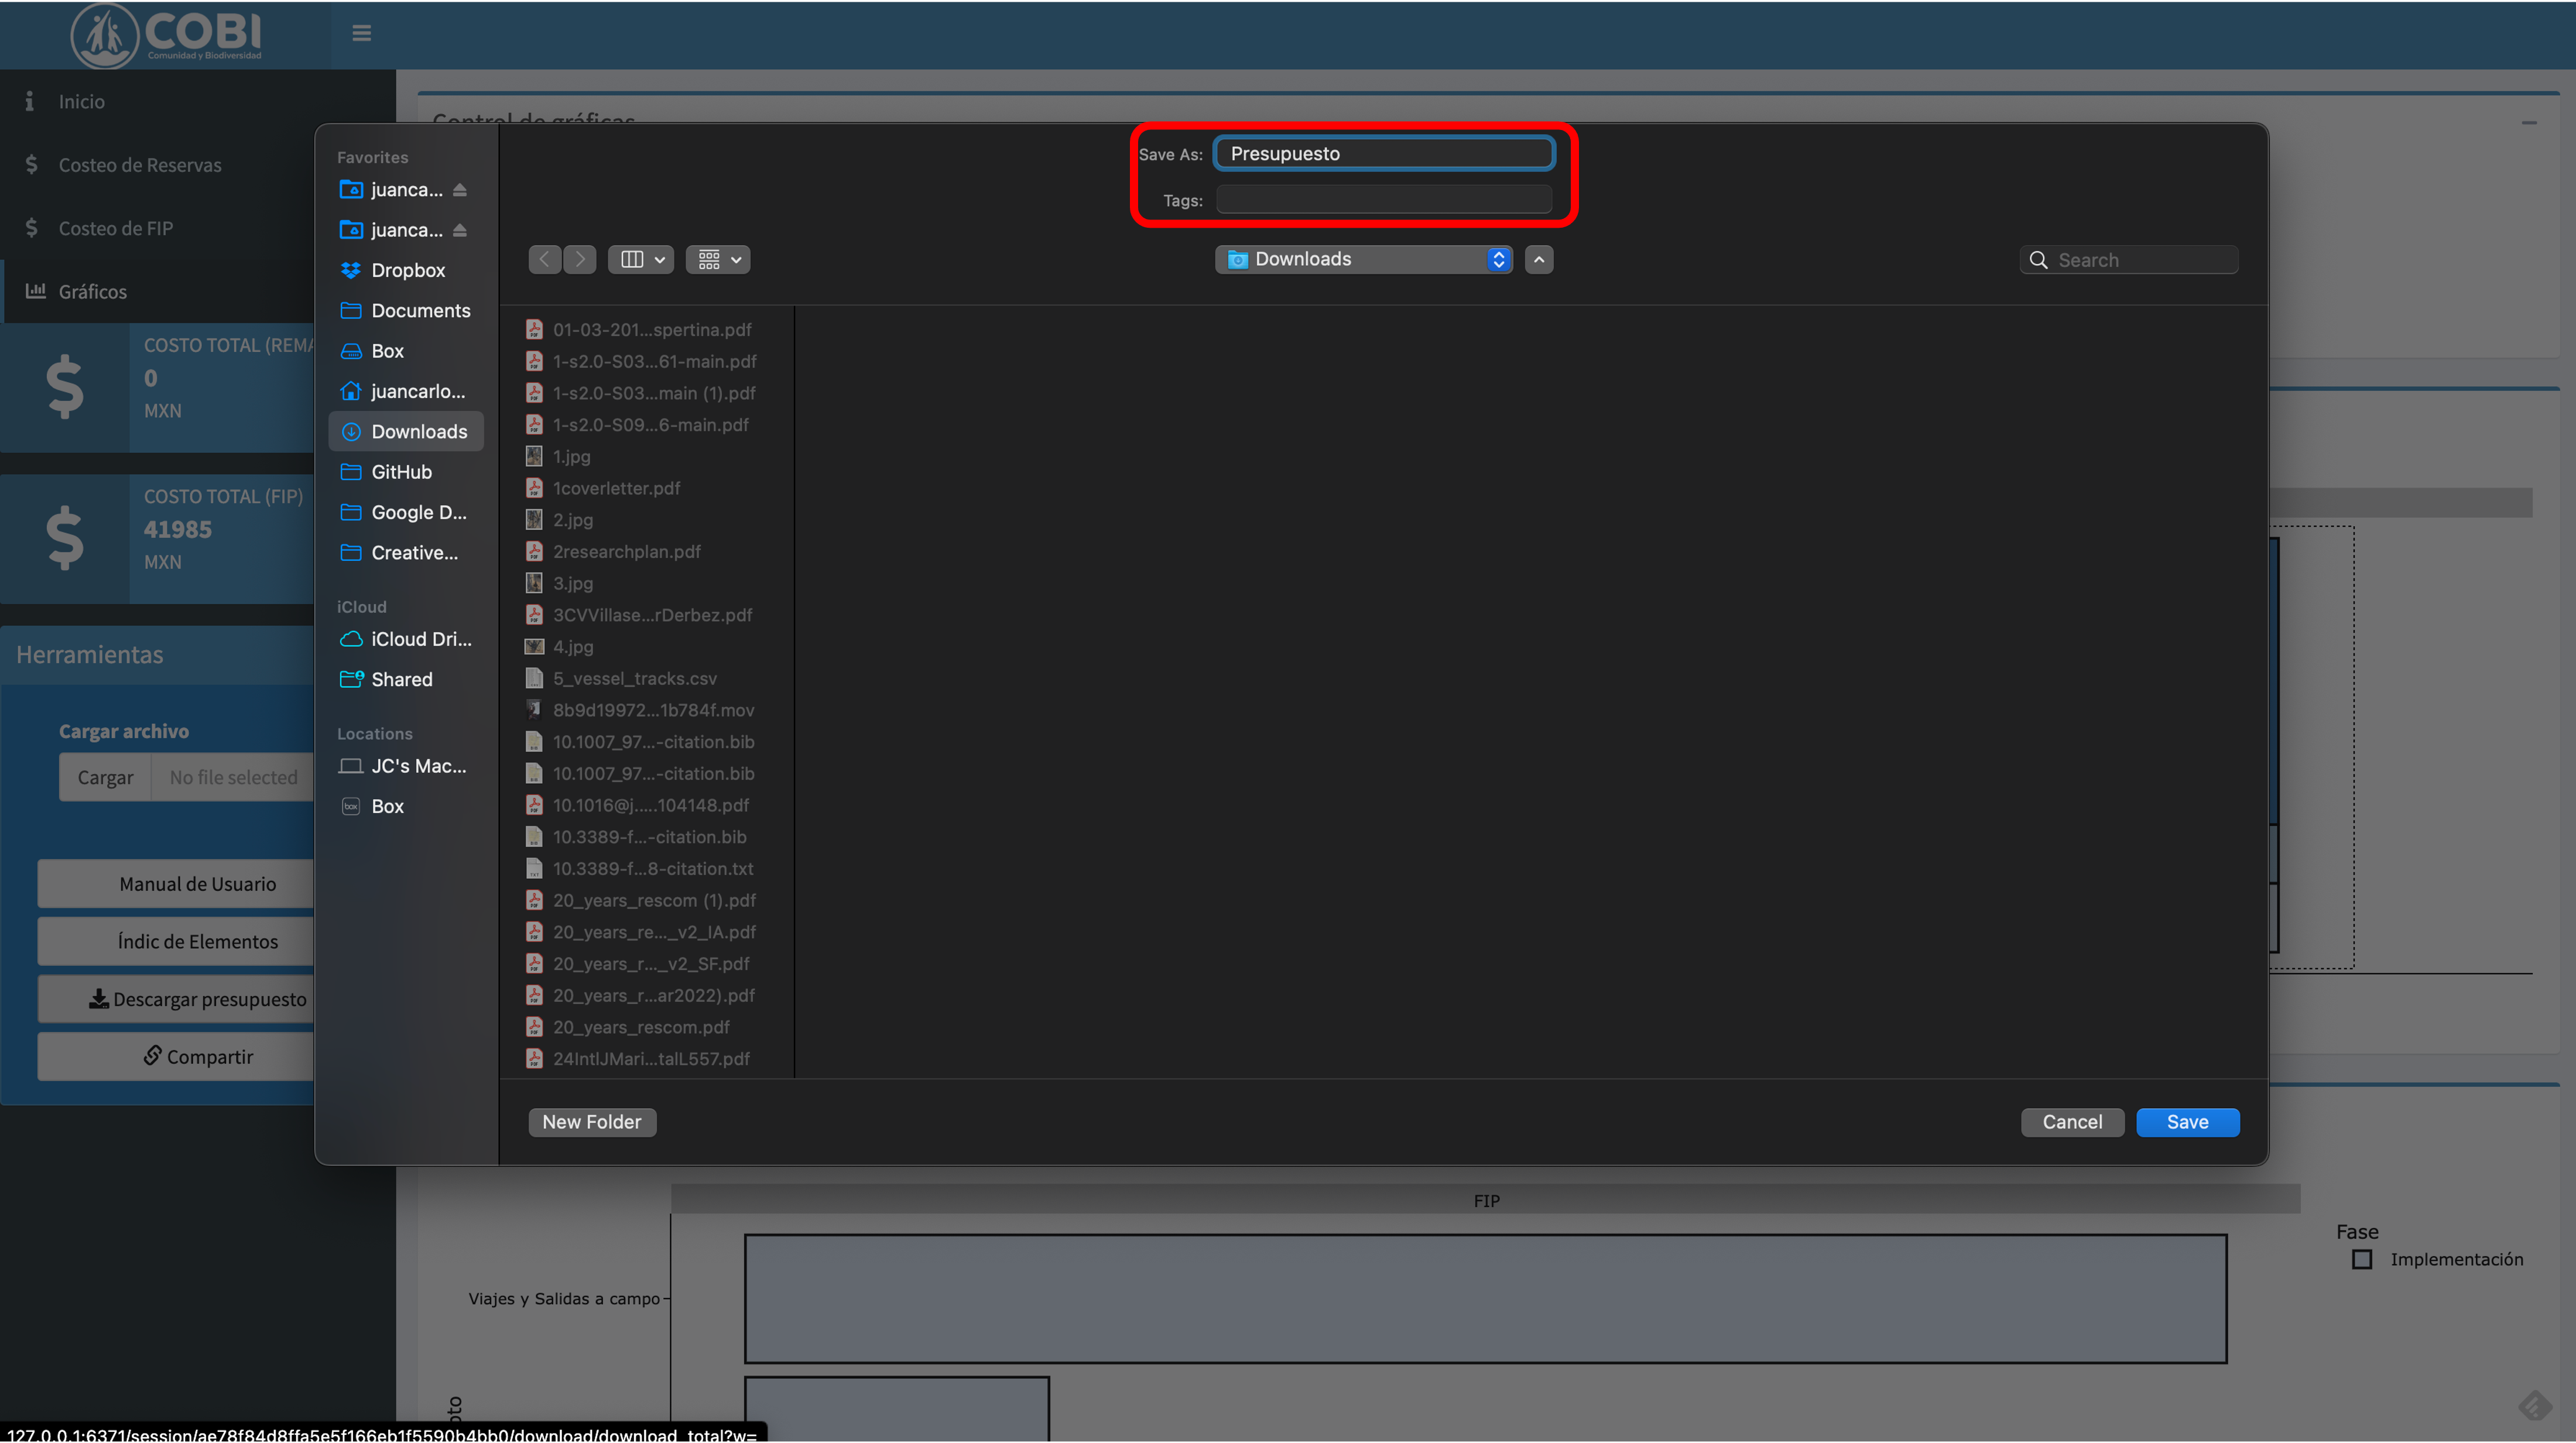 COBI
Comunidad y Biodiversidad
Inicio
Costeo de Reservas
Costeo de FIP
Gráficos
COSTO TOTAL (REMA
0
MXN
COSTO TOTAL (FIP)
41985
MXN
Herramientas
Cargar archivo
Cargar
No file selected
Manual de Usuario
Índic de Elementos
Descargar presupuesto
Compartir
Control de gráficas
Favorites
juanca...
juanca...
Dropbox
Documents
Box
juancarlo...
Downloads
GitHub
Google D...
Creative...
iCloud
iCloud Dri...
Shared
Locations
JC's Mac...
Box
Save As: Presupuesto
Tags:
Downloads
Search
01-03-201...spertina.pdf
1-s2.0-S03...61-main.pdf
1-s2.0-S03...main (1).pdf
1-s2.0-S09...6-main.pdf
1.jpg
1coverletter.pdf
2.jpg
2researchplan.pdf
3.jpg
3CVVillase...rDerbez.pdf
4.jpg
5_vessel_tracks.csv
8b9d19972...1b784f.mov
10.1007_97...-citation.bib
10.1007_97...-citation.bib
10.1016@j.....104148.pdf
10.3389-f...-citation.bib
10.3389-f...8-citation.txt
20_years_rescom (1).pdf
20_years_re..._v2_IA.pdf
20_years_r..._v2_SF.pdf
20_years_r...ar2022).pdf
20_years_rescom.pdf
24IntlJMari...talL557.pdf
New Folder
Cancel
Save
FIP
Fase
Implementación
Viajes y Salidas a campo
127.0.0.1:6371/session/ae78f84d8ffa5e5f166eb1f5590b4bb0/download/download_total?w=